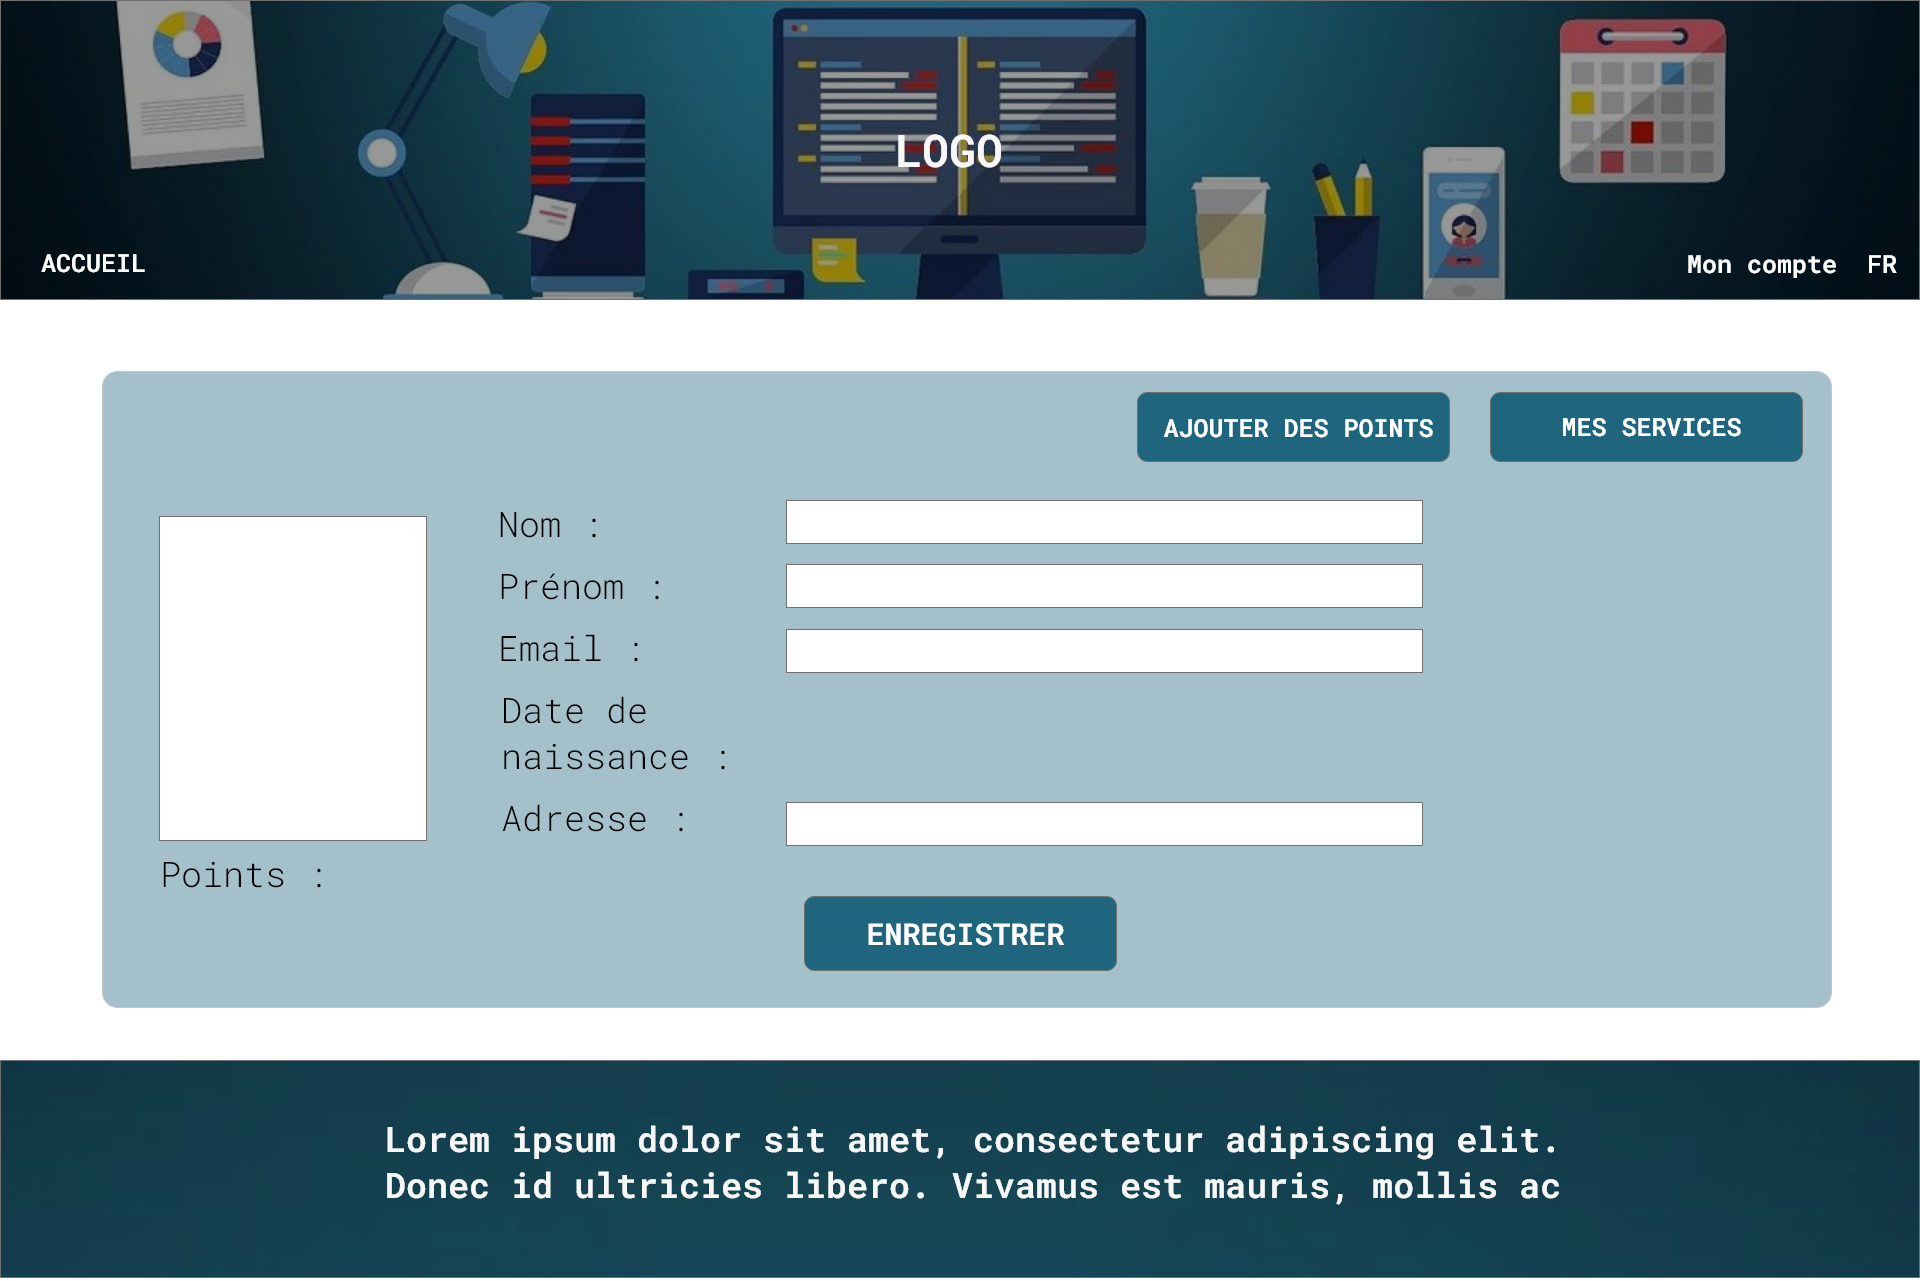 LOGO
ACCUEIL
Mon compte FR
AJOUTER DES POINTS
MES SERVICES
Nom :
Prénom :
Email :
Date de
naissance :
Adresse :
Points :
ENREGISTRER
Lorem ipsum dolor sit amet, consectetur adipiscing elit.
Donec id ultricies libero. Vivamus est mauris, mollis ac